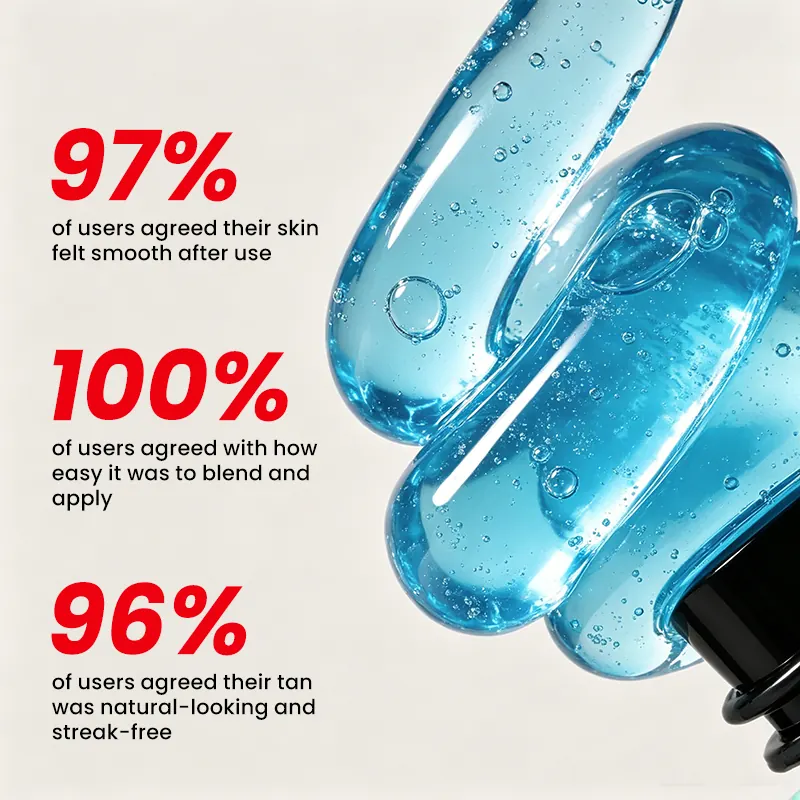 97%
of users agreed their skin
felt smooth after use
100%
of users agreed with how
easy it was to blend and
apply
96%
of users agreed their tan
was natural-looking and
streak-free